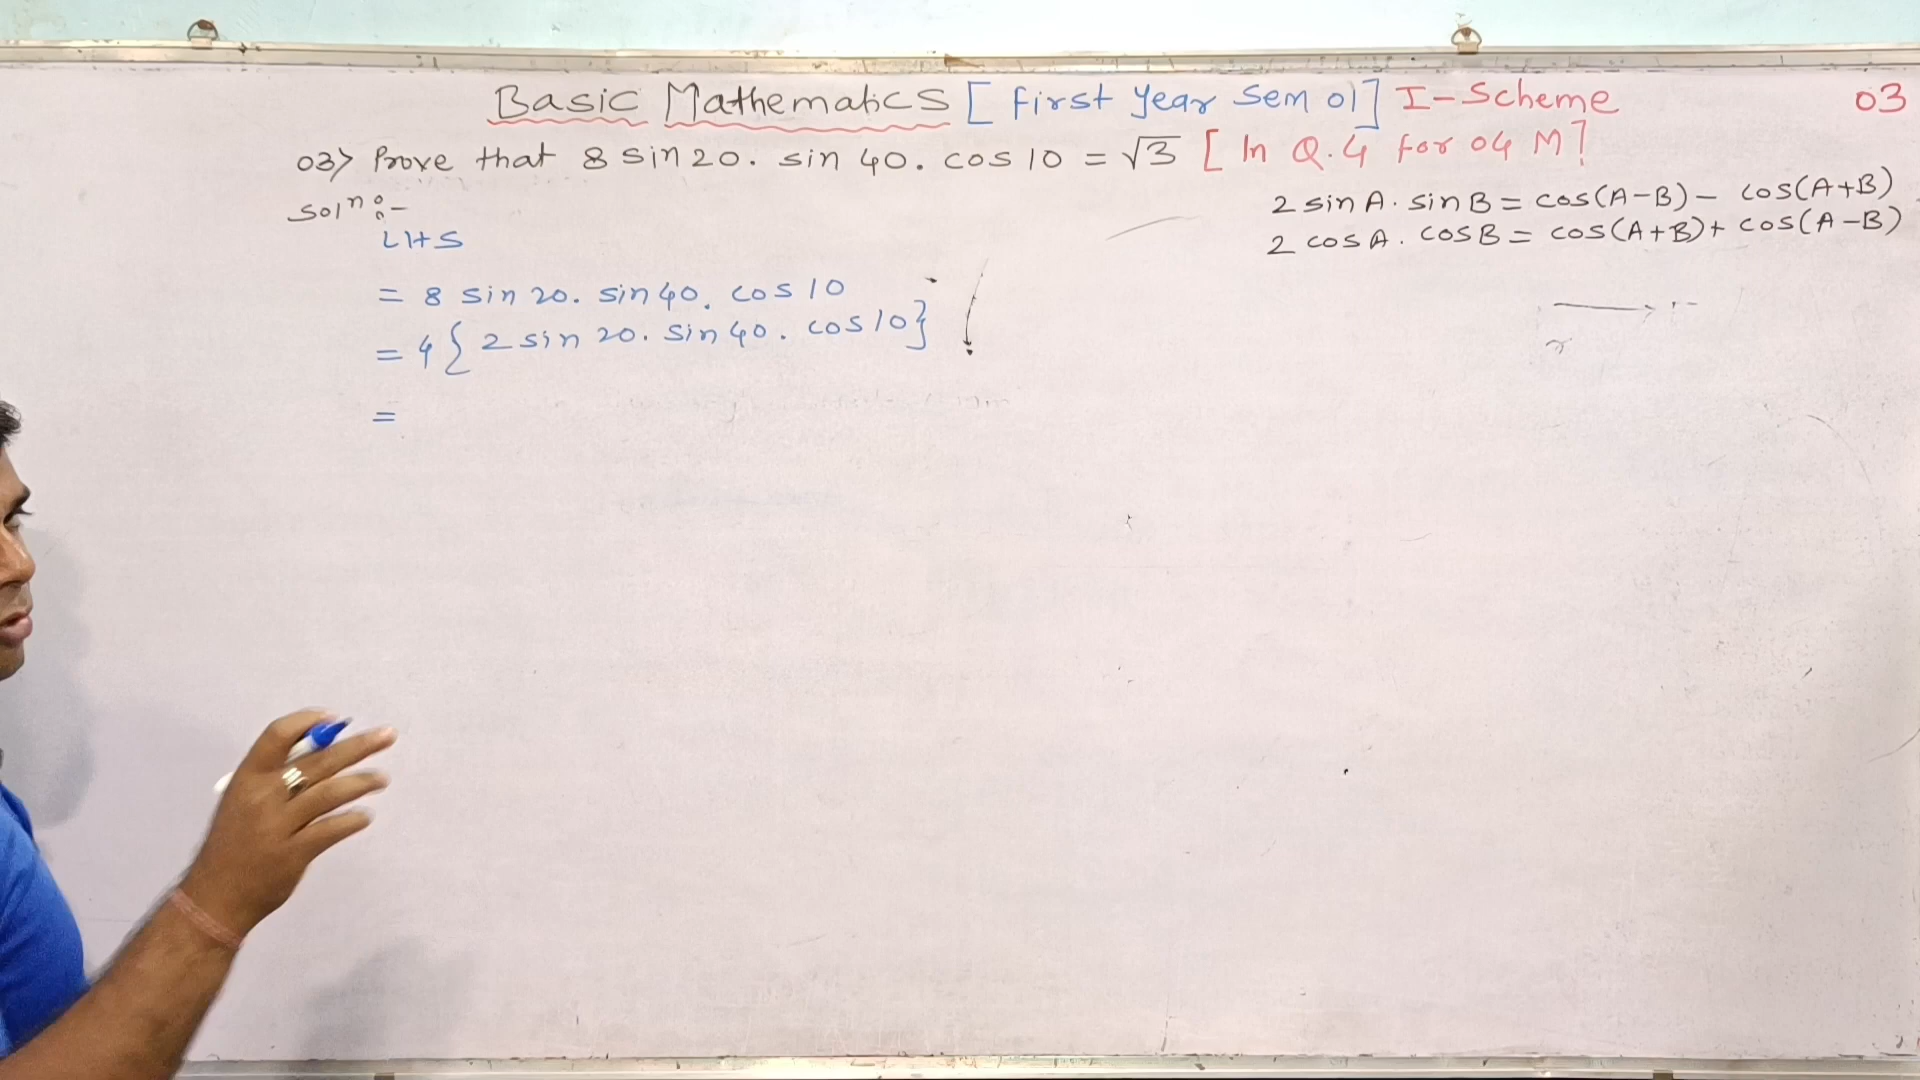 Basic Mathematics [ first year Sem 01] I-Scheme 03
03> Prove that 8 sin 20. sin 40. cos 10 = √3 [ In Q.4 for 04 M]
Solⁿ :-
2 sin A. sin B = cos(A-B) - cos(A+B)
2 cos A. cos B = cos(A+B) + cos(A-B)
LHS
= 8 sin 20. sin 40. cos 10
= 4 { 2 sin 20. sin 40. cos 10 }
=